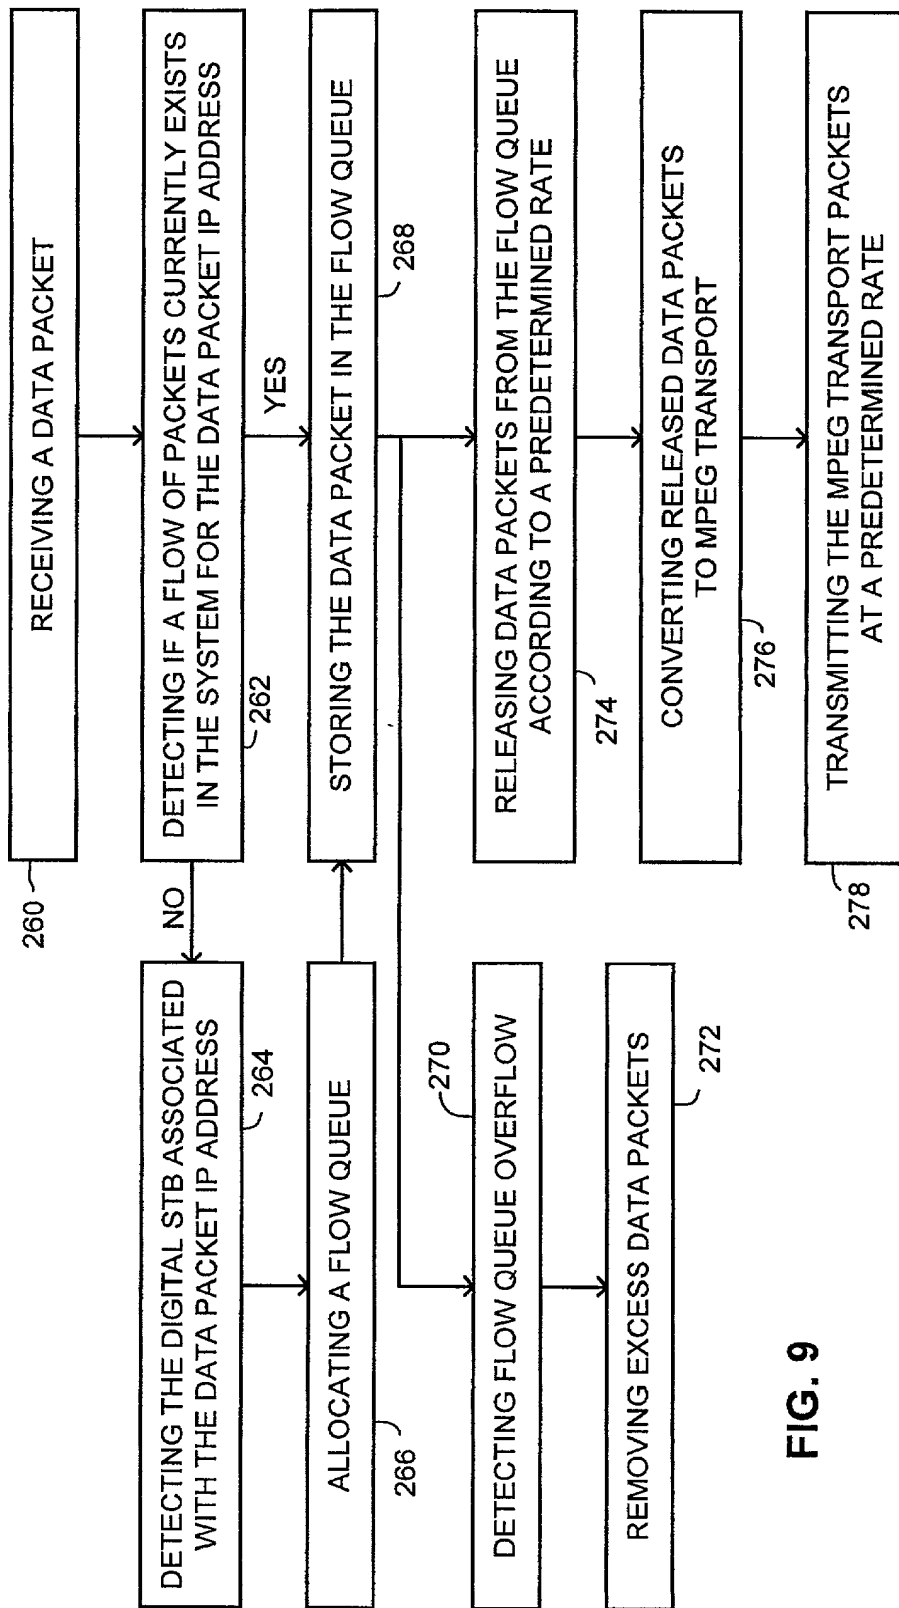 260
RECEIVING A DATA PACKET
DETECTING IF A FLOW OF PACKETS CURRENTLY EXISTS
IN THE SYSTEM FOR THE DATA PACKET IP ADDRESS
262
NO
YES
DETECTING THE DIGITAL STB ASSOCIATED
WITH THE DATA PACKET IP ADDRESS
264
ALLOCATING A FLOW QUEUE
266
STORING THE DATA PACKET IN THE FLOW QUEUE
268
270
DETECTING FLOW QUEUE OVERFLOW
REMOVING EXCESS DATA PACKETS
272
RELEASING DATA PACKETS FROM THE FLOW QUEUE
ACCORDING TO A PREDETERMINED RATE
274
CONVERTING RELEASED DATA PACKETS
TO MPEG TRANSPORT
276
TRANSMITTING THE MPEG TRANSPORT PACKETS
AT A PREDETERMINED RATE
278
FIG. 9